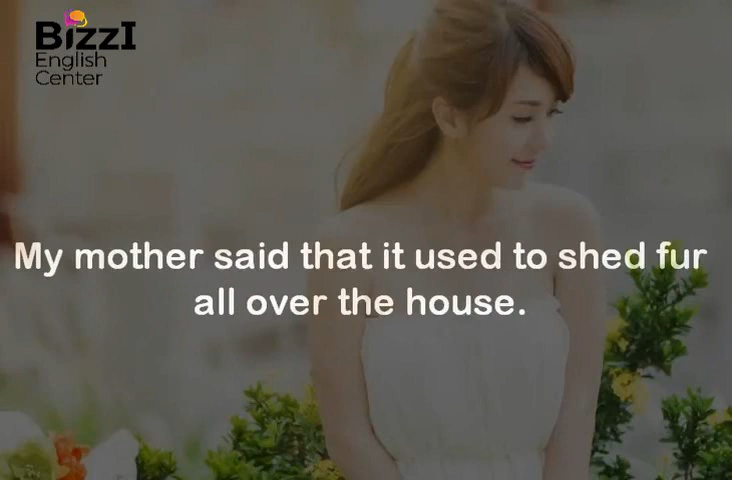 BIZZI
English
Center
My mother said that it used to shed fur
all over the house.